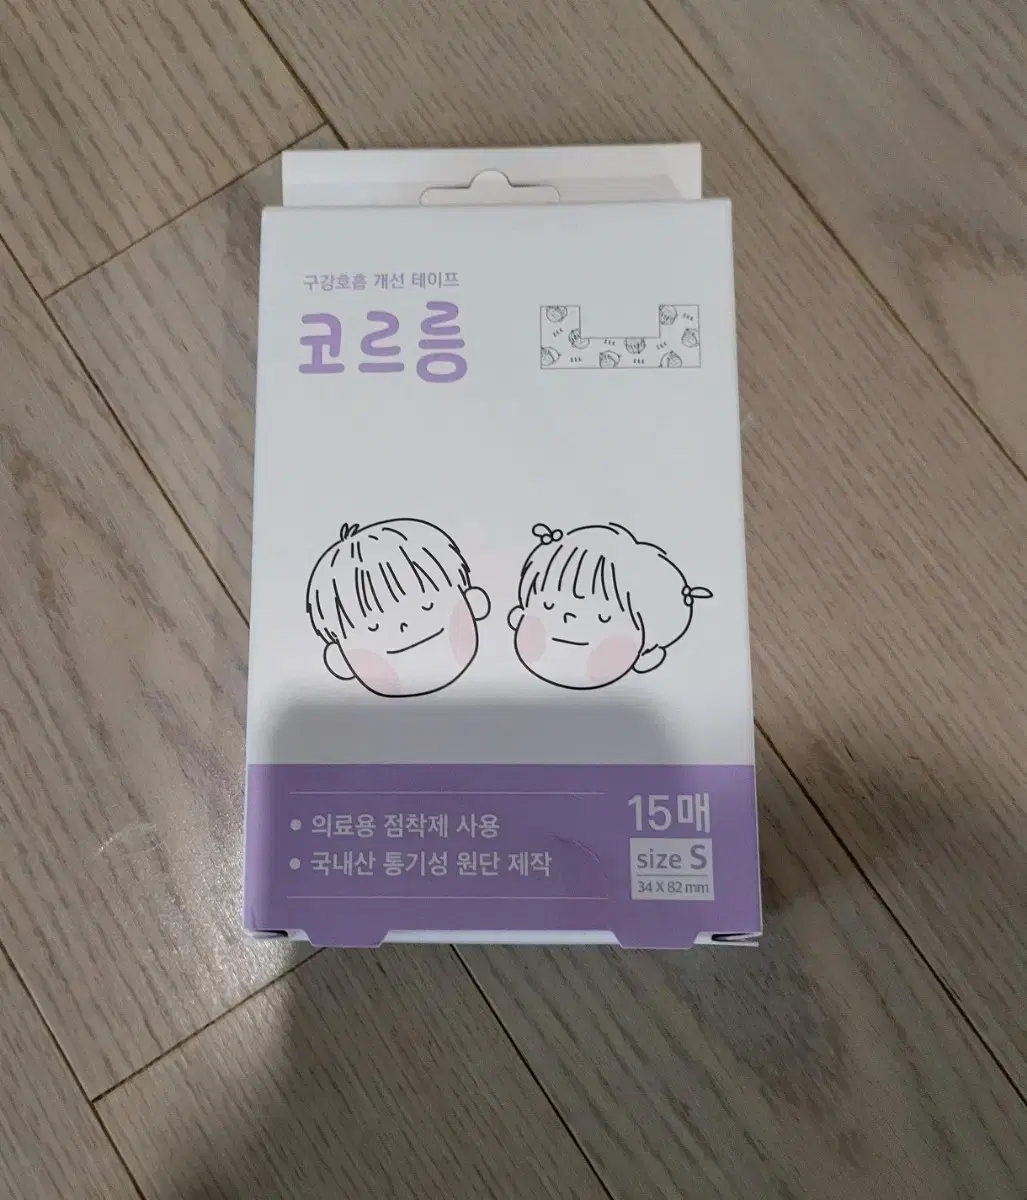 구강호흡 개선 테이프
코르릉
• 의료용 점착제 사용
• 국내산 통기성 원단 제작
15매
size S
34 X 82 mm